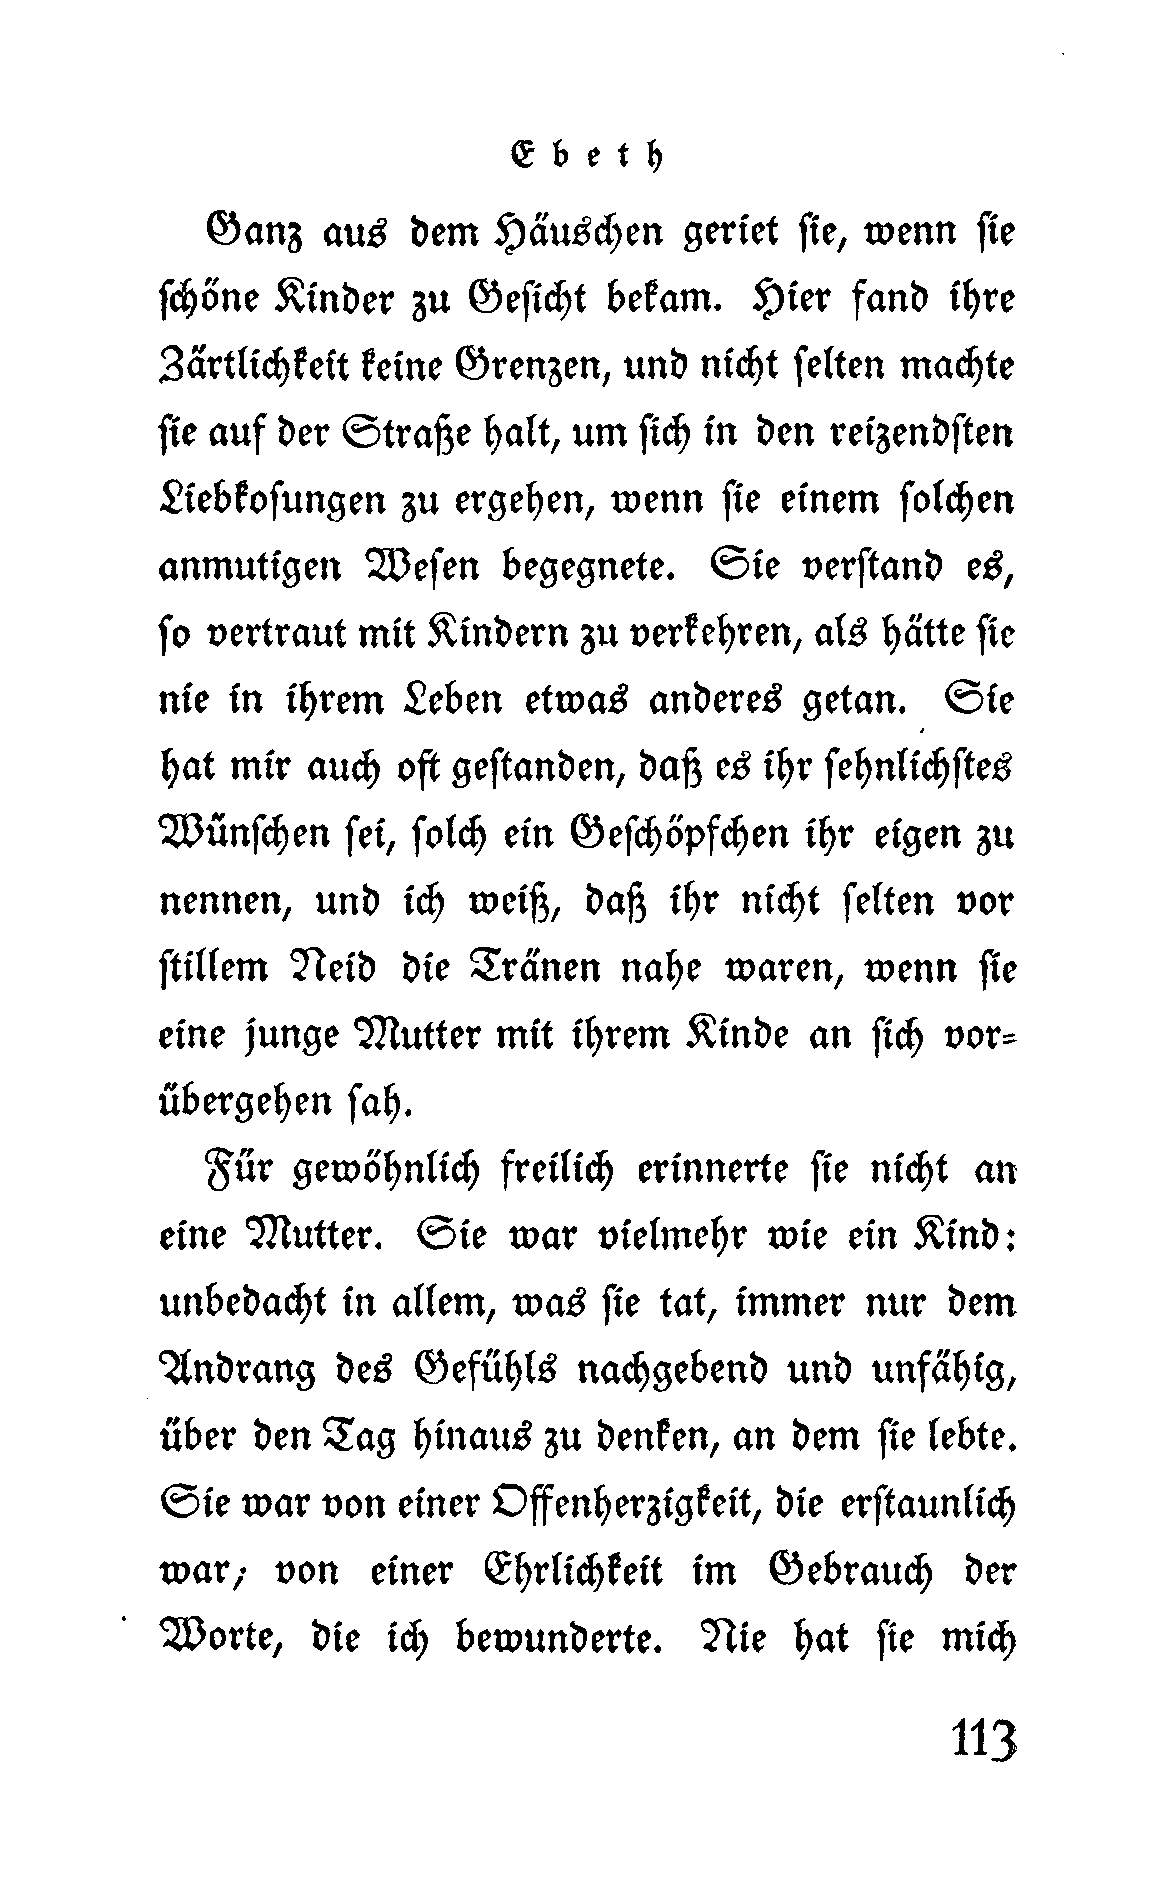 Ebeth
Ganz aus dem Häuschen geriet sie, wenn sie
schöne Kinder zu Gesicht bekam. Hier fand ihre
Zärtlichkeit keine Grenzen, und nicht selten machte
sie auf der Straße halt, um sich in den reizendsten
Liebkosungen zu ergehen, wenn sie einem solchen
anmutigen Wesen begegnete. Sie verstand es,
so vertraut mit Kindern zu verkehren, als hätte sie
nie in ihrem Leben etwas anderes getan. Sie
hat mir auch oft gestanden, daß es ihr sehnlichstes
Wünschen sei, solch ein Geschöpfchen ihr eigen zu
nennen, und ich weiß, daß ihr nicht selten vor
stillem Neid die Tränen nahe waren, wenn sie
eine junge Mutter mit ihrem Kinde an sich vor-
übergehen sah.
Für gewöhnlich freilich erinnerte sie nicht an
eine Mutter. Sie war vielmehr wie ein Kind:
unbedacht in allem, was sie tat, immer nur dem
Andrang des Gefühls nachgebend und unfähig,
über den Tag hinaus zu denken, an dem sie lebte.
Sie war von einer Offenherzigkeit, die erstaunlich
war; von einer Ehrlichkeit im Gebrauch der
Worte, die ich bewunderte. Nie hat sie mich
113